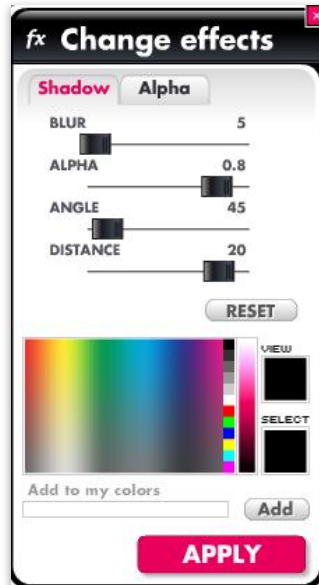 fx Change effects
Shadow Alpha
BLUR 5
ALPHA 0.8
ANGLE 45
DISTANCE 20
RESET
VIEW
SELECT
Add to my colors
Add
APPLY